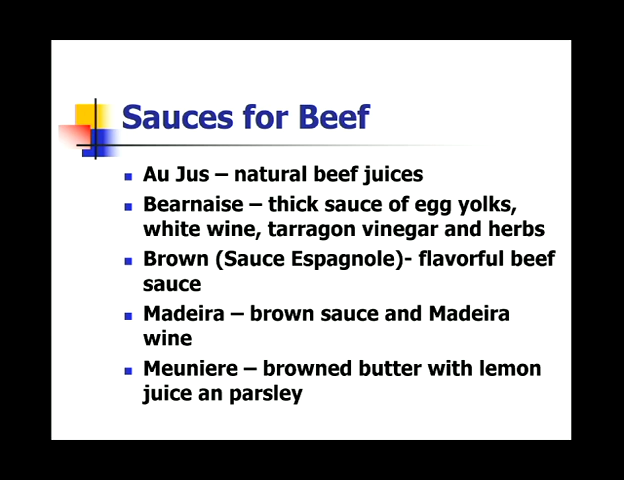 Sauces for Beef
Au Jus – natural beef juices
Bearnaise – thick sauce of egg yolks,
white wine, tarragon vinegar and herbs
Brown (Sauce Espagnole)- flavorful beef
sauce
Madeira – brown sauce and Madeira
wine
Meuniere – browned butter with lemon
juice an parsley